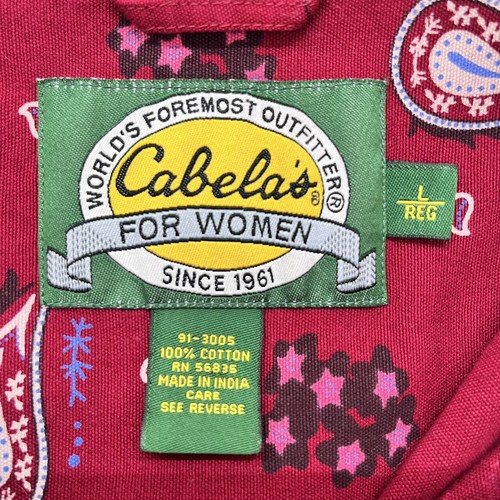 WORLD'S FOREMOST OUTFITTER®
Cabela's®
FOR WOMEN
SINCE 1961
L
REG
91-3005
100% COTTON
RN 56835
MADE IN INDIA
CARE
SEE REVERSE